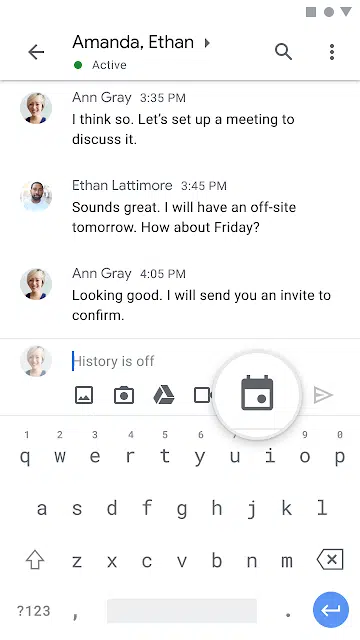 Amanda, Ethan
Active
Ann Gray 3:35 PM
I think so. Let's set up a meeting to
discuss it.
Ethan Lattimore 3:45 PM
Sounds great. I will have an off-site
tomorrow. How about Friday?
Ann Gray 4:05 PM
Looking good. I will send you an invite to
confirm.
History is off
1 2 3 4 5 6 7 9 0
q w e r t y u i o p
a s d f g h j k l
z x c v b n m
?123 , .